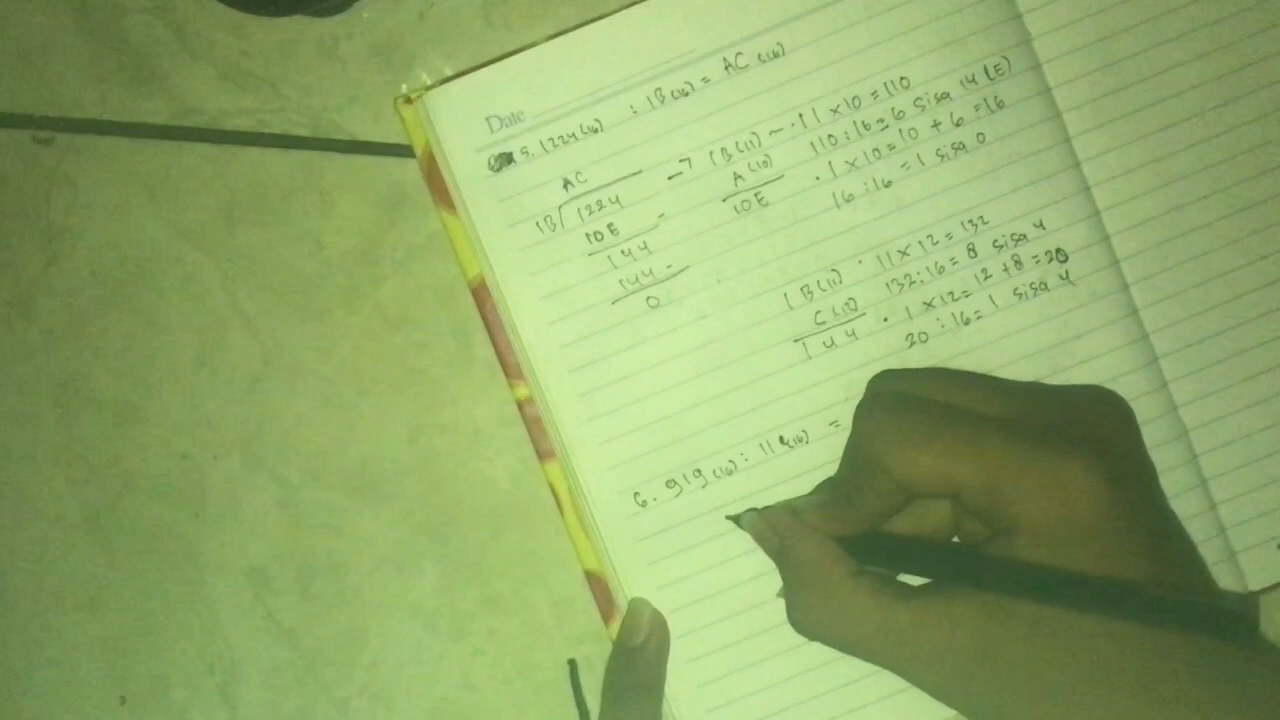 Date
5. 1224(16) : 1B(16) = AC(16)
AC
1B/1224
10E -
144
144 -
0
→ 1B(11)
A(10)
10E
~ · 11 x 10 = 110
110 : 16 = 6 sisa 14 (E)
· 1 x 10 = 10 + 6 = 16
16 : 16 = 1 sisa 0
1B(11)
C(12)
144
· 11 x 12 = 132
132 : 16 = 8 sisa 4
· 1 x 12 = 12 + 8 = 20
20 : 16 = 1 sisa 4
6. 919(16) : 11(16) =